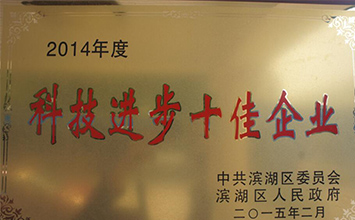 2014年度
科技进步十佳企业
中共滨湖区委员会
滨湖区人民政府
二〇一五年二月